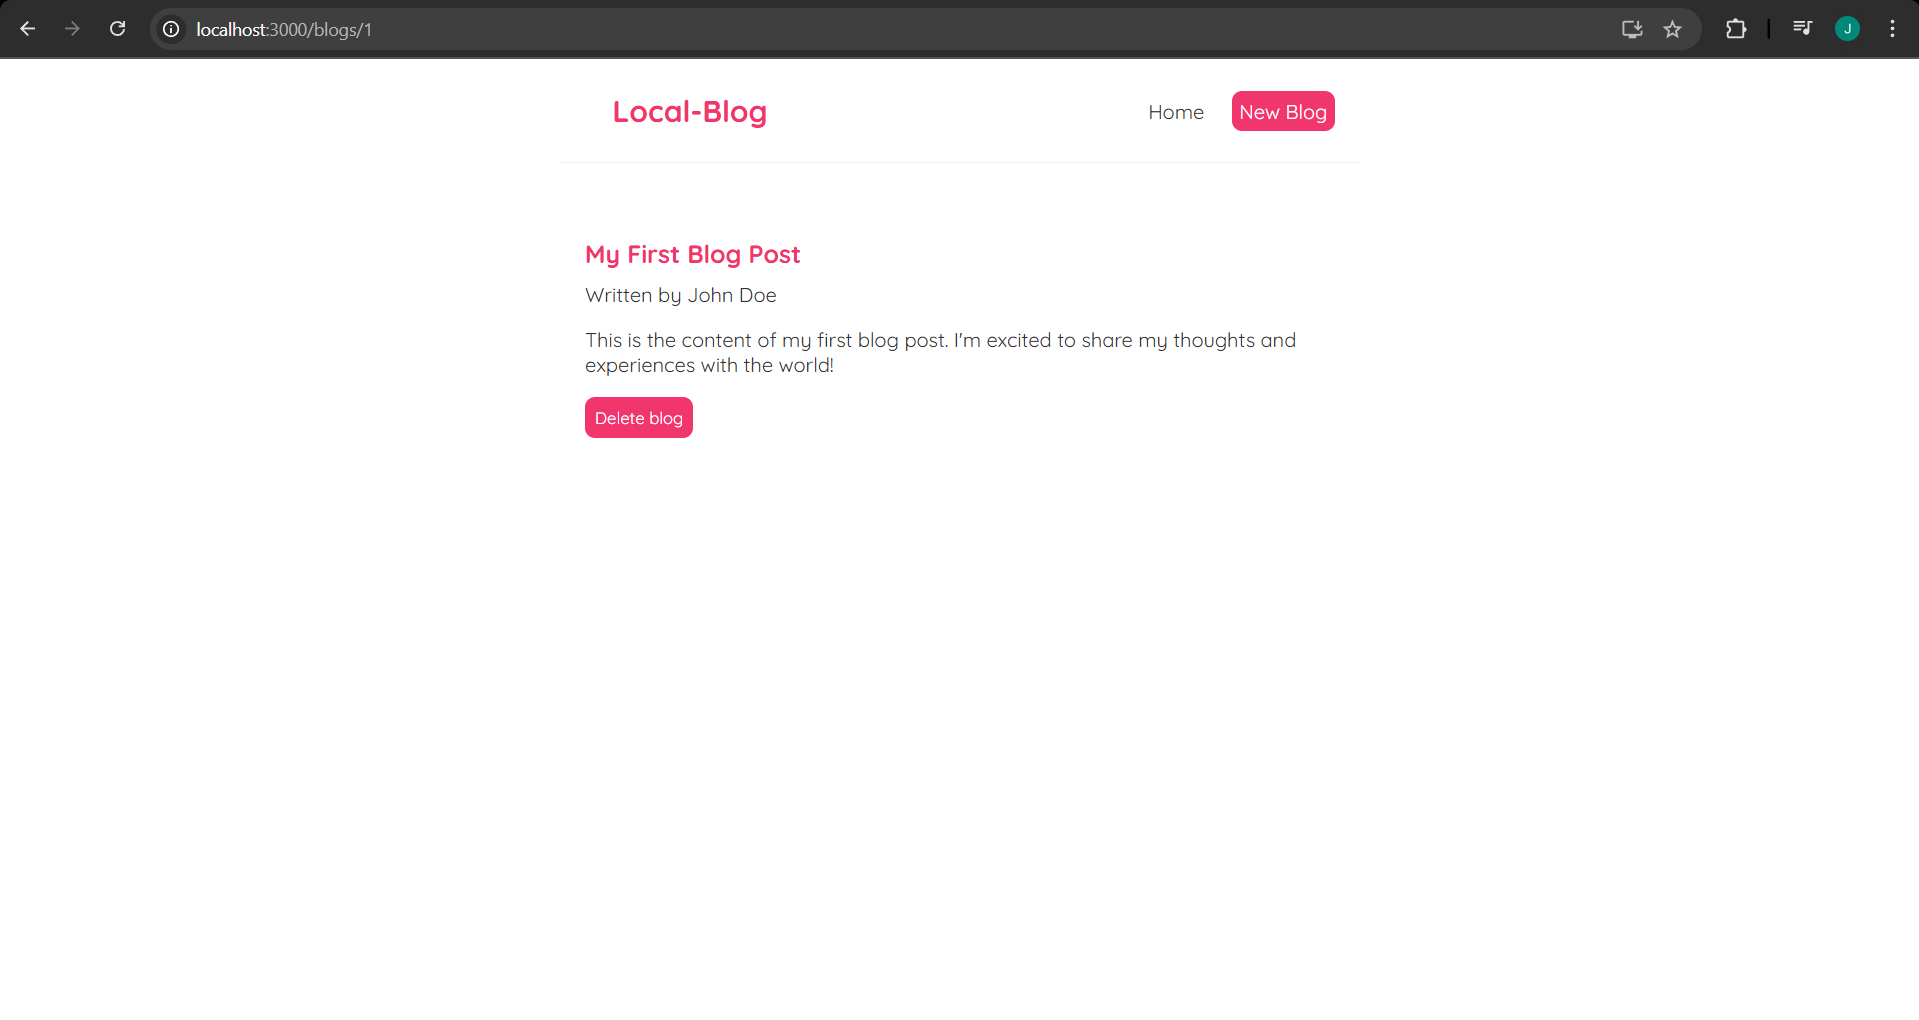 localhost:3000/blogs/1
J
Local-Blog
Home
New Blog
My First Blog Post
Written by John Doe
This is the content of my first blog post. I'm excited to share my thoughts and
experiences with the world!
Delete blog